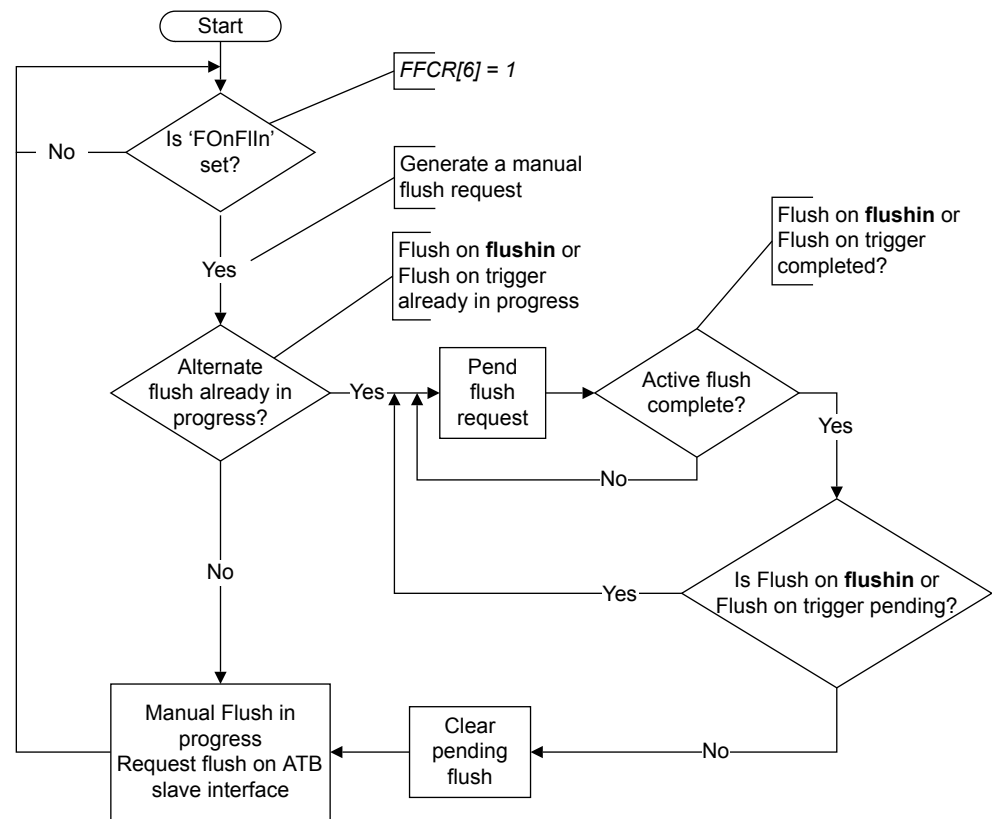 Start
FFCR[6] = 1
Is ‘FOnFlIn’
set?
No
Generate a manual
flush request
Yes
Flush on flushin or
Flush on trigger
already in progress
Flush on flushin or
Flush on trigger
completed?
Alternate
flush already in
progress?
Yes
Pend
flush
request
Active flush
complete?
Yes
No
No
Is Flush on flushin or
Flush on trigger pending?
Yes
No
Clear
pending
flush
Manual Flush in
progress
Request flush on ATB
slave interface